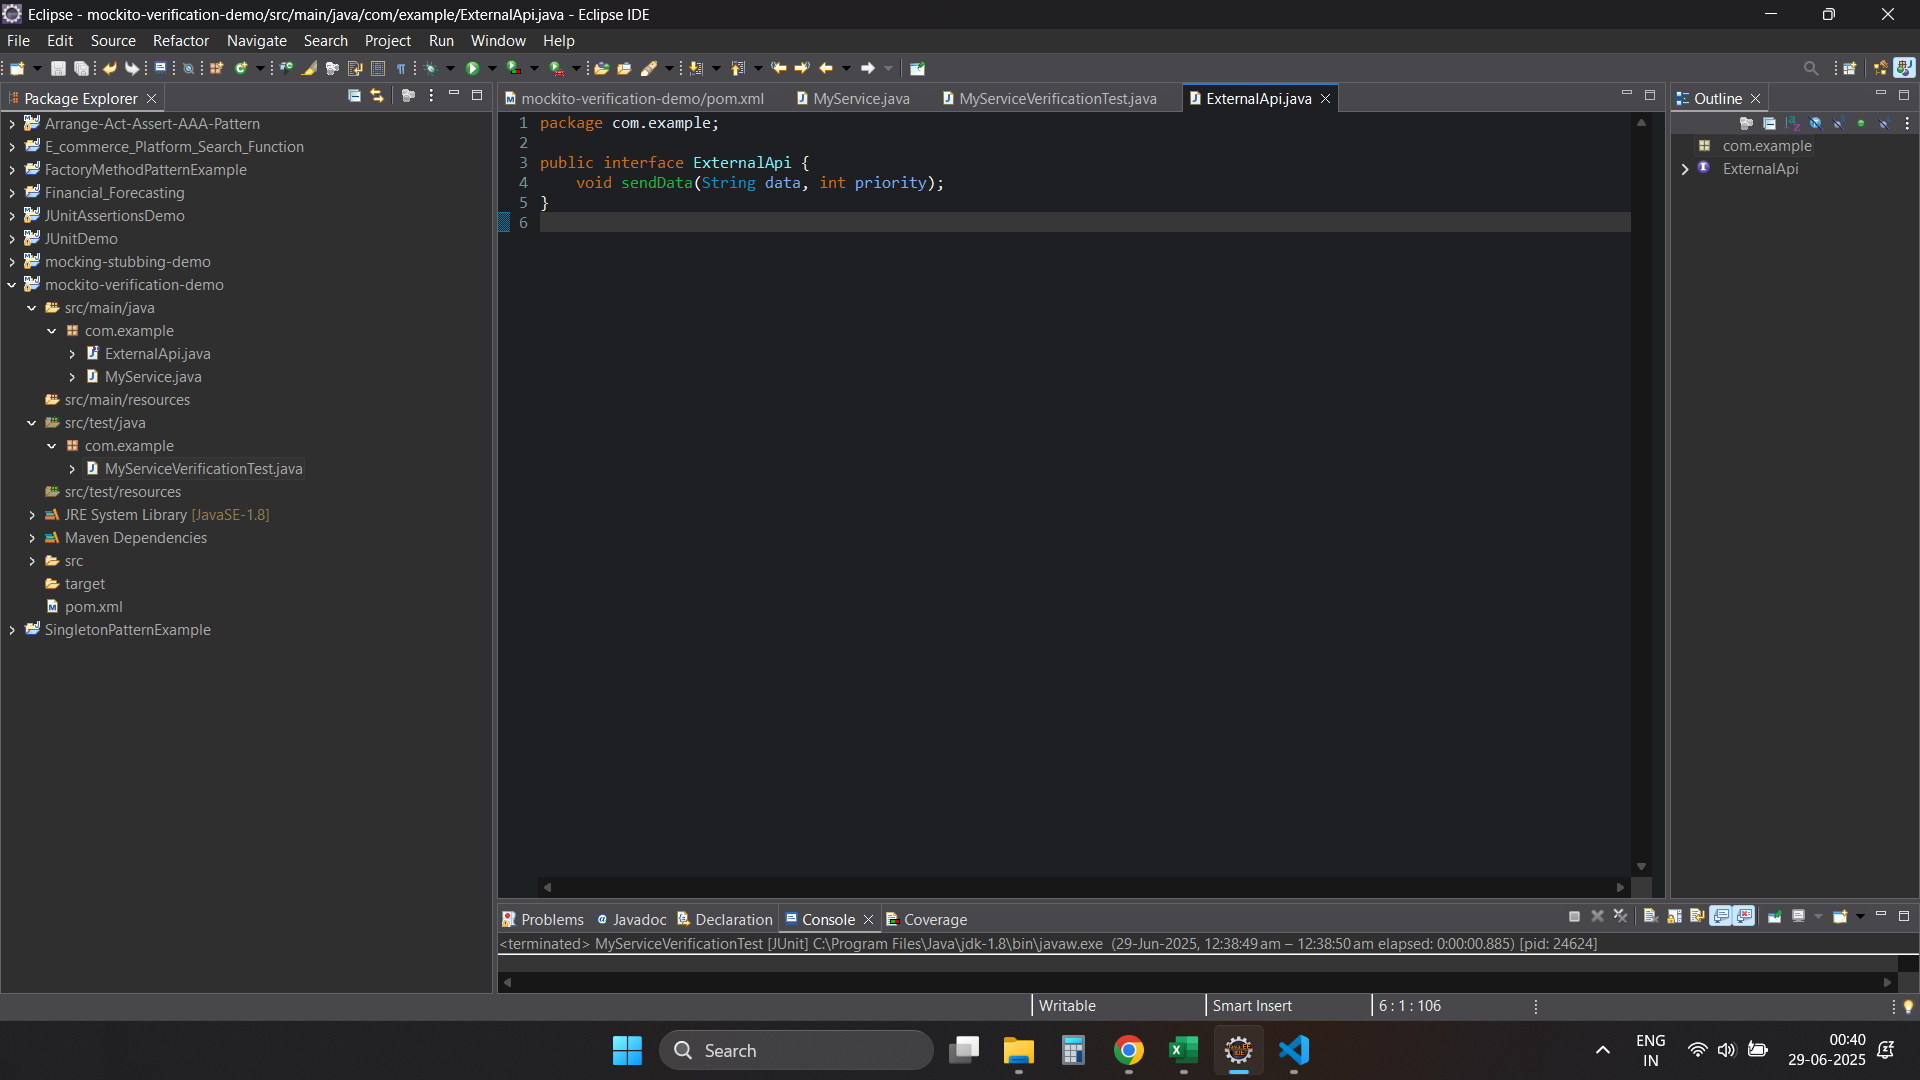 Eclipse - mockito-verification-demo/src/main/java/com/example/ExternalApi.java - Eclipse IDE
File Edit Source Refactor Navigate Search Project Run Window Help
Package Explorer
Arrange-Act-Assert-AAA-Pattern
E_commerce_Platform_Search_Function
FactoryMethodPatternExample
Financial_Forecasting
JUnitAssertionsDemo
JUnitDemo
mocking-stubbing-demo
mockito-verification-demo
src/main/java
com.example
ExternalApi.java
MyService.java
src/main/resources
src/test/java
com.example
MyServiceVerificationTest.java
src/test/resources
JRE System Library [JavaSE-1.8]
Maven Dependencies
src
target
pom.xml
SingletonPatternExample
mockito-verification-demo/pom.xml MyService.java MyServiceVerificationTest.java ExternalApi.java
1 package com.example;
2
3 public interface ExternalApi {
4 void sendData(String data, int priority);
5 }
6
Outline
com.example
ExternalApi
Problems Javadoc Declaration Console Coverage
<terminated> MyServiceVerificationTest [JUnit] C:\Program Files\Java\jdk-1.8\bin\javaw.exe (29-Jun-2025, 12:38:49 am – 12:38:50 am elapsed: 0:00:00.885) [pid: 24624]
Writable Smart Insert 6 : 1 : 106
Search
ENG
IN
00:40
29-06-2025